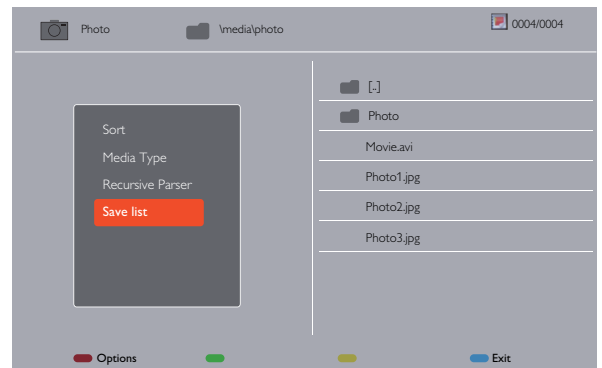 Photo
\media\photo
0004/0004
Sort
Media Type
Recursive Parser
Save list
[..]
Photo
Movie.avi
Photo1.jpg
Photo2.jpg
Photo3.jpg
Options
Exit